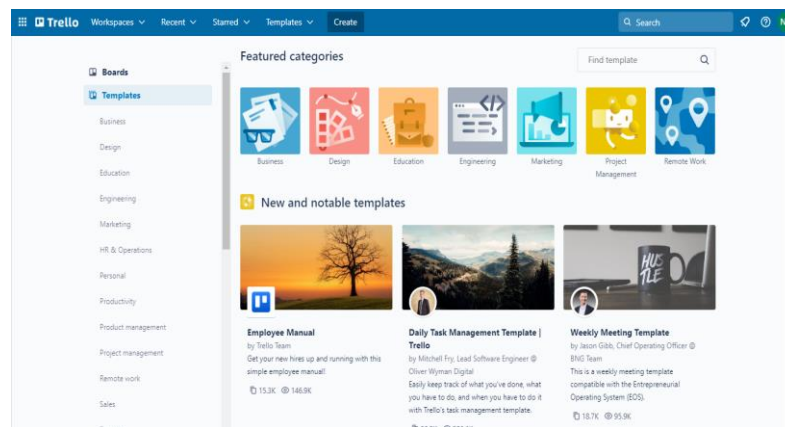 Trello Workspaces Recent Starred Templates Create Search
Featured categories
Find template
Boards
Templates
Business
Design
Education
Engineering
Marketing
HR & Operations
Personal
Productivity
Product management
Project management
Remote work
Sales
Business Design Education Engineering Marketing Project Management Remote Work
New and notable templates
HUSTLE
Employee Manual
by Trello Team
Get your new hires up and running with this
simple employee manual!
15.3K 146.9K
Daily Task Management Template |
Trello
by Mitchell Fry, Lead Software Engineer @
Oliver Wyman Digital
Easily keep track of what you've done, what
you have to do, and when you have to do it
with Trello's task management template.
Weekly Meeting Template
by Jason Gibb, Chief Operating Officer @
BNG Team
This is a weekly meeting template
compatible with the Entrepreneurial
Operating System (EOS).
18.7K 95.9K